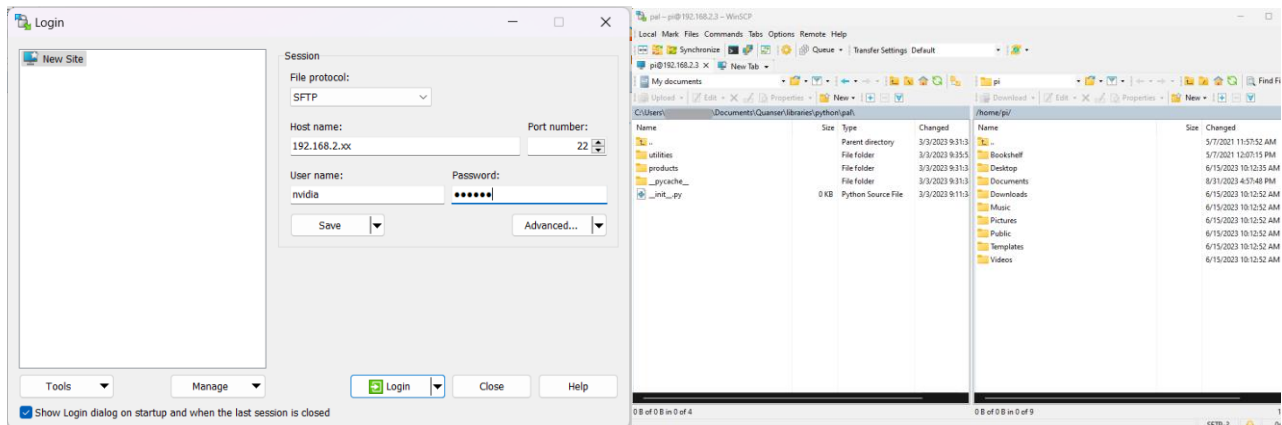 Login
New Site
Session
File protocol:
SFTP
Host name:
Port number:
192.168.2.xx
22
User name:
Password:
nvidia
••••••
Save
Advanced...
Tools
Manage
Login
Close
Help
Show Login dialog on startup and when the last session is closed
pal – pi@192.168.2.3 – WinSCP
Local Mark Files Commands Tabs Options Remote Help
Synchronize
Queue
Transfer Settings Default
pi@192.168.2.3 × New Tab
My documents
Upload Edit Properties New
C:\Users\ \Documents\Quanser\libraries\python\pal\
Name Size Type Changed
.. Parent directory 3/3/2023 9:31:3
utilities File folder 3/3/2023 9:35:5
products File folder 3/3/2023 9:31:3
__pycache__ File folder 3/3/2023 9:31:3
__init__.py 0 KB Python Source File 3/3/2023 9:11:3
0 B of 0 B in 0 of 4
pi
Find Fi
Download Edit Properties New
/home/pi/
Name Size Changed
.. 5/7/2021 11:57:52 AM
Bookshelf 5/7/2021 12:07:15 PM
Desktop 6/15/2023 10:12:35 AM
Documents 8/31/2023 4:57:48 PM
Downloads 6/15/2023 10:12:52 AM
Music 6/15/2023 10:12:52 AM
Pictures 6/15/2023 10:12:52 AM
Public 6/15/2023 10:12:52 AM
Templates 6/15/2023 10:12:52 AM
Videos 6/15/2023 10:12:52 AM
0 B of 0 B in 0 of 9